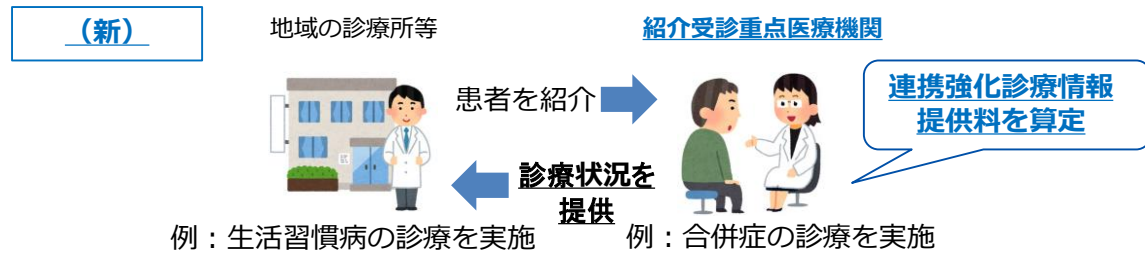 （新）
地域の診療所等
紹介受診重点医療機関
患者を紹介
連携強化診療情報
提供料を算定
診療状況を
提供
例：生活習慣病の診療を実施
例：合併症の診療を実施